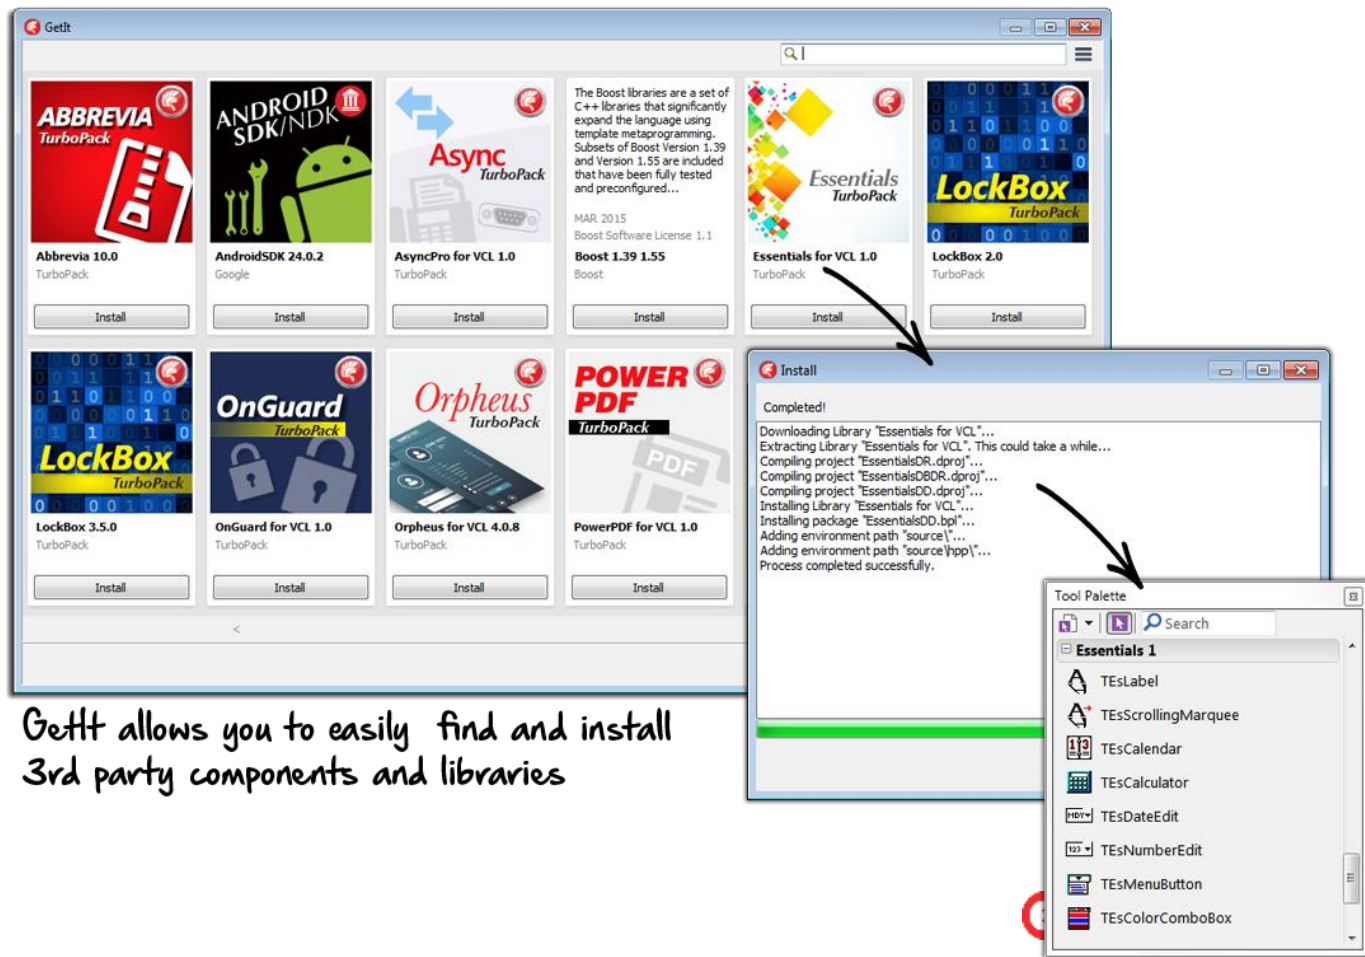 GetIt
ABBREVIA
TurboPack
Abbrevia 10.0
TurboPack
Install
ANDROID
SDK/NDK
AndroidSDK 24.0.2
Google
Install
Async
TurboPack
AsyncPro for VCL 1.0
TurboPack
Install
The Boost libraries are a set of
C++ libraries that significantly
expand the language using
template metaprogramming.
Subsets of Boost Version 1.39
and Version 1.55 are included
that have been fully tested
and preconfigured...
MAR 2015
Boost Software License 1.1
Boost 1.39 1.55
Boost
Install
Essentials
TurboPack
Essentials for VCL 1.0
TurboPack
Install
LockBox
TurboPack
LockBox 2.0
TurboPack
Install
LockBox
TurboPack
LockBox 3.5.0
TurboPack
Install
OnGuard
TurboPack
OnGuard for VCL 1.0
TurboPack
Install
Orpheus
TurboPack
Orpheus for VCL 4.0.8
TurboPack
Install
POWER
PDF
TurboPack
PDF
PowerPDF for VCL 1.0
TurboPack
Install
<
Install
Completed!
Downloading Library "Essentials for VCL"...
Extracting Library "Essentials for VCL". This could take a while...
Compiling project "EssentialsDR.dproj"...
Compiling project "EssentialsDBDR.dproj"...
Compiling project "EssentialsDD.dproj"...
Installing Library "Essentials for VCL"...
Installing package "EssentialsDD.bpl"...
Adding environment path "source\"...
Adding environment path "source\hpp\"...
Process completed successfully.
Tool Palette
Search
Essentials 1
TEsLabel
TEsScrollingMarquee
TEsCalendar
TEsCalculator
TEsDateEdit
TEsNumberEdit
TEsMenuButton
TEsColorComboBox
GetIt allows you to easily find and install
3rd party components and libraries